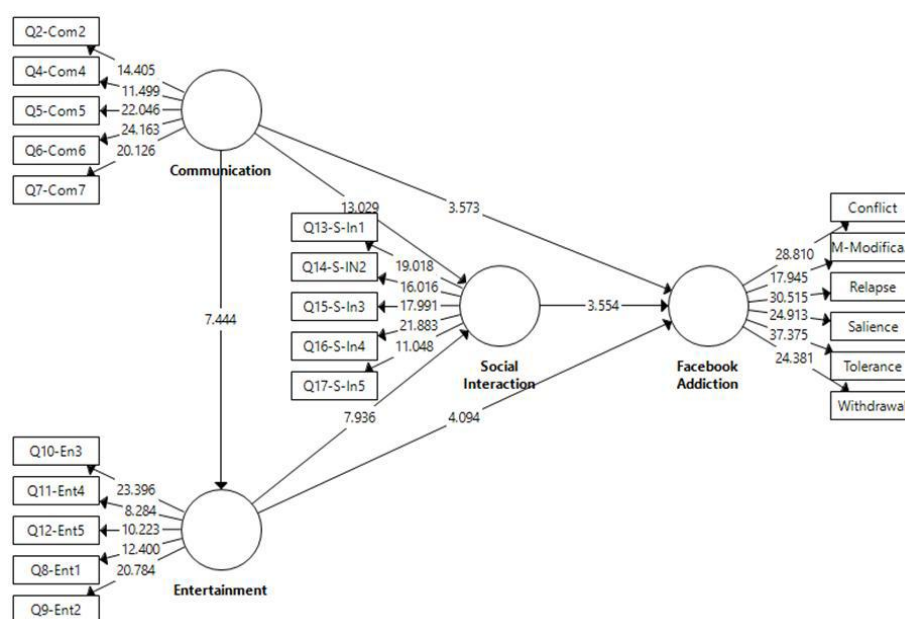 Q2-Com2
14.405
Q4-Com4
11.499
Q5-Com5
22.046
Q6-Com6
24.163
Q7-Com7
20.126
Communication
13.029
3.573
7.444
Q13-S-In1
19.018
Q14-S-IN2
16.016
Q15-S-In3
17.991
Q16-S-In4
21.883
Q17-S-In5
11.048
Social
Interaction
3.554
7.936
4.094
Conflict
28.810
M-Modifica...
17.945
Relapse
30.515
Salience
24.913
Tolerance
37.375
Withdrawal
24.381
Facebook
Addiction
Q10-En3
23.396
Q11-Ent4
8.284
Q12-Ent5
10.223
Q8-Ent1
12.400
Q9-Ent2
20.784
Entertainment